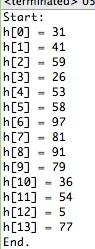 <terminated> 03
Start:
h[0] = 31
h[1] = 41
h[2] = 59
h[3] = 26
h[4] = 53
h[5] = 58
h[6] = 97
h[7] = 81
h[8] = 91
h[9] = 79
h[10] = 36
h[11] = 54
h[12] = 5
h[13] = 77
End.